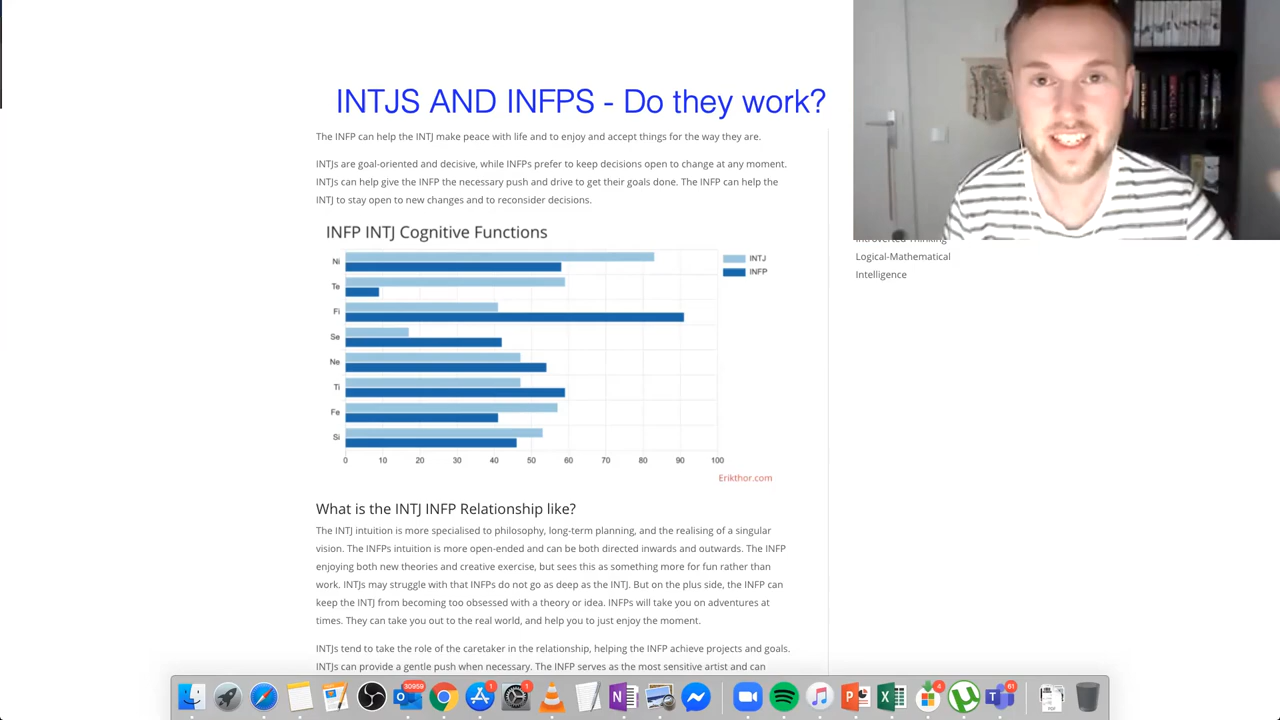 INTJS AND INFPS - Do they work?
The INFP can help the INTJ make peace with life and to enjoy and accept things for the way they are.
INTJs are goal-oriented and decisive, while INFPs prefer to keep decisions open to change at any moment.
INTJs can help give the INFP the necessary push and drive to get their goals done. The INFP can help the
INTJ to stay open to new changes and to reconsider decisions.
Introverted Thinking
Logical-Mathematical
Intelligence
INFP INTJ Cognitive Functions
INTJ
INFP
Ni
Te
Fi
Se
Ne
Ti
Fe
Si
0 10 20 30 40 50 60 70 80 90 100
Erikthor.com
What is the INTJ INFP Relationship like?
The INTJ intuition is more specialised to philosophy, long-term planning, and the realising of a singular
vision. The INFPs intuition is more open-ended and can be both directed inwards and outwards. The INFP
enjoying both new theories and creative exercise, but sees this as something more for fun rather than
work. INTJs may struggle with that INFPs do not go as deep as the INTJ. But on the plus side, the INFP can
keep the INTJ from becoming too obsessed with a theory or idea. INFPs will take you on adventures at
times. They can take you out to the real world, and help you to just enjoy the moment.
INTJs tend to take the role of the caretaker in the relationship, helping the INFP achieve projects and goals.
INTJs can provide a gentle push when necessary. The INFP serves as the most sensitive artist and can
30959
1
1
4
61